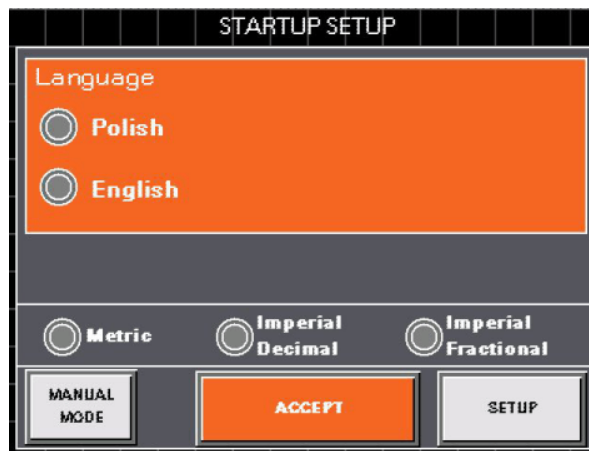 STARTUP SETUP
Language
Polish
English
Metric
Imperial
Decimal
Imperial
Fractional
MANUAL
MODE
ACCEPT
SETUP